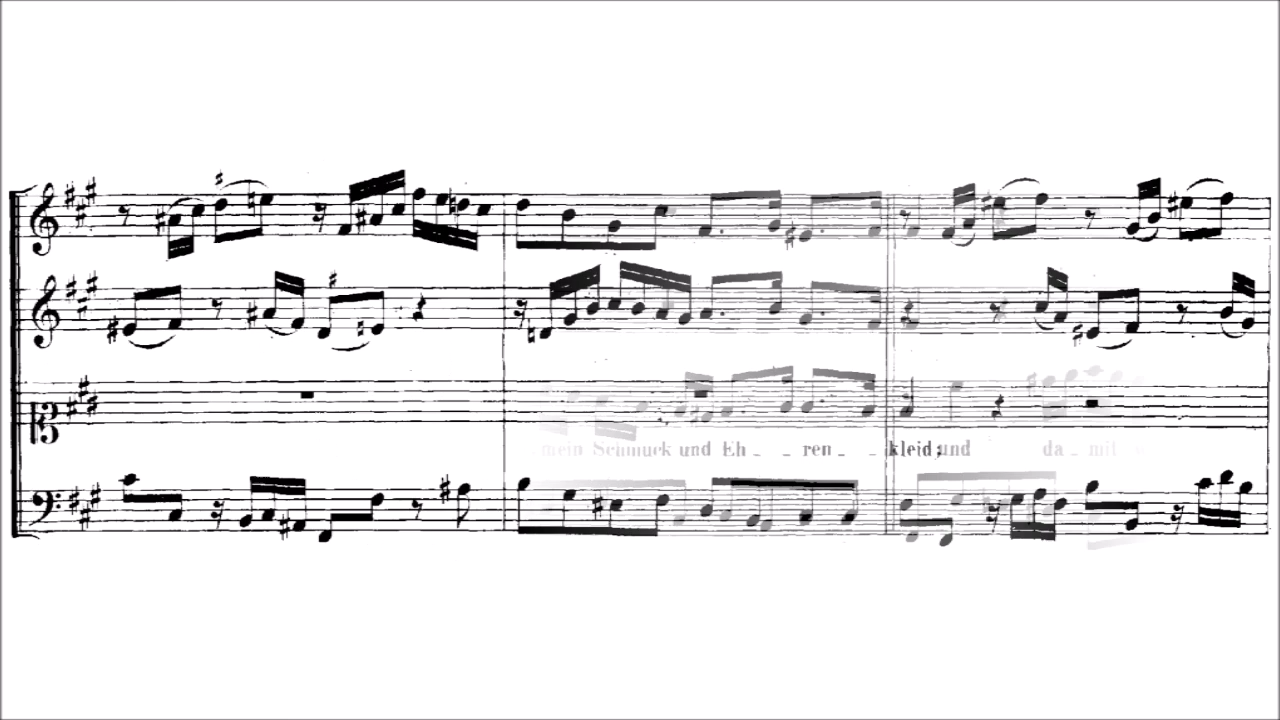 mein Schmuck und Eh - - ren - - kleid; und da - mit